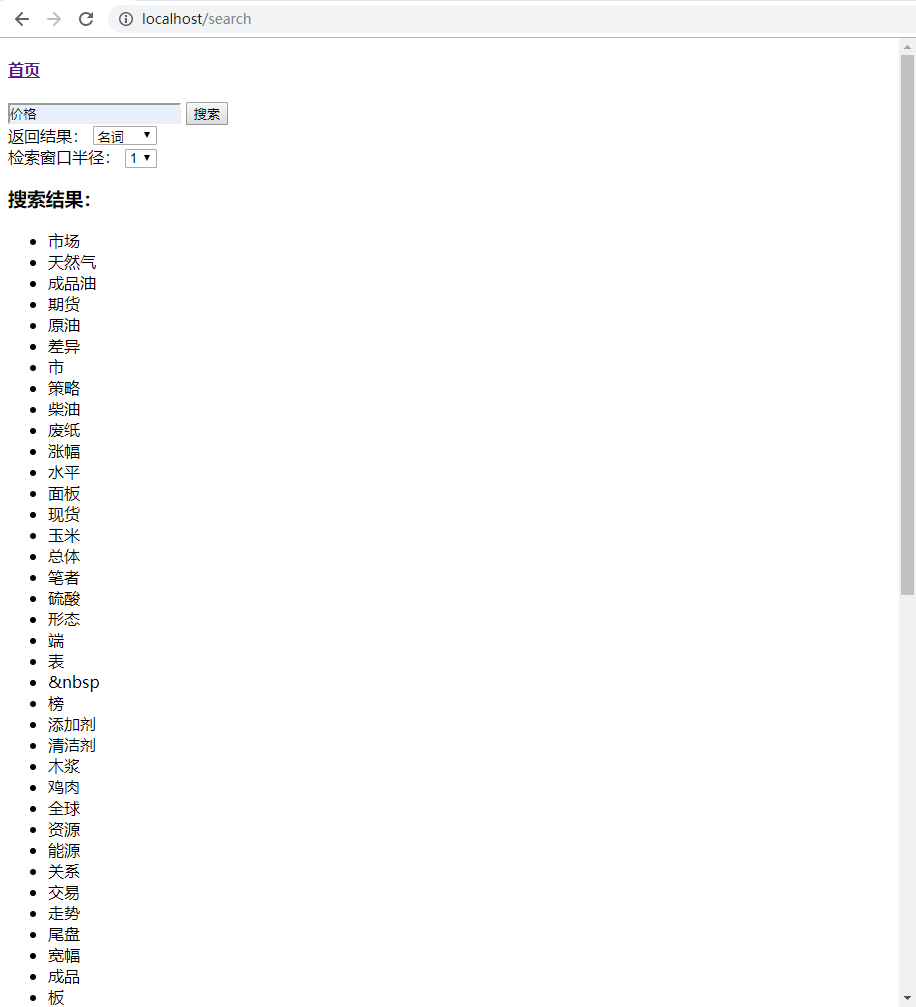 localhost/search
首页
价格 搜索
返回结果： 名词
检索窗口半径： 1
搜索结果：
市场
天然气
成品油
期货
原油
差异
市
策略
柴油
废纸
涨幅
水平
面板
现货
玉米
总体
笔者
硫酸
形态
端
表
&nbsp
榜
添加剂
清洁剂
木浆
鸡肉
全球
资源
能源
关系
交易
走势
尾盘
宽幅
成品
板